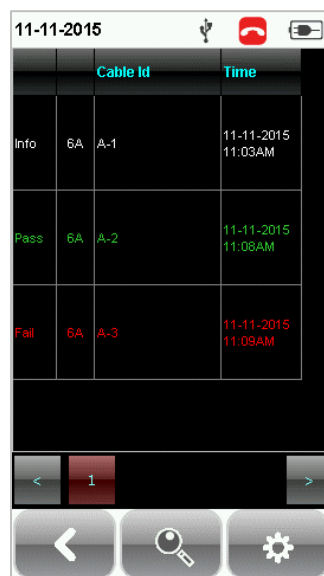 11-11-2015
Cable Id Time
Info 6A A-1 11-11-2015
11:03AM
Pass 6A A-2 11-11-2015
11:08AM
Fail 6A A-3 11-11-2015
11:09AM
< 1 >